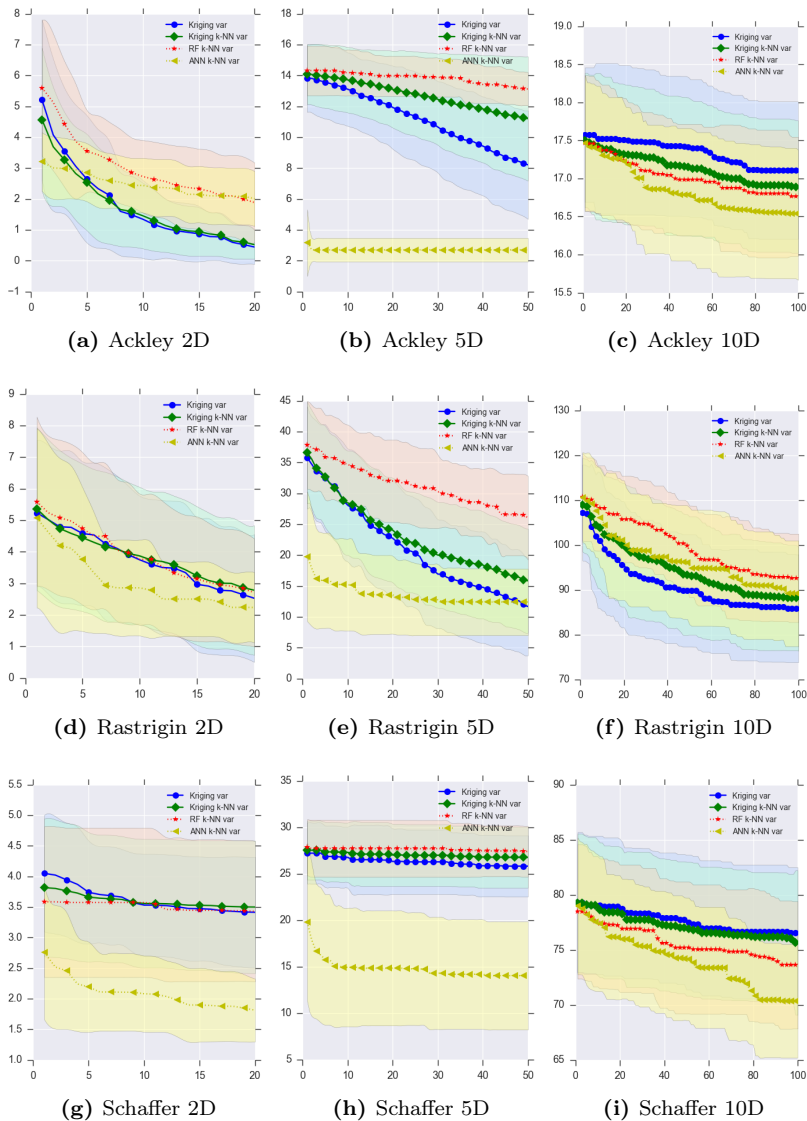 18
16
14
12
10
8
6
4
2
0
19.0
18.5
18.0
17.5
17.0
16.5
16.0
15.5
8
7
6
5
4
3
2
1
0
−1
Kriging var
Kriging k-NN var
RF k-NN var
ANN k-NN var
Kriging var
Kriging k-NN var
RF k-NN var
ANN k-NN var
Kriging var
Kriging k-NN var
RF k-NN var
ANN k-NN var
0 5 10 15 20
0 10 20 30 40 50
0 20 40 60 80 100
(a) Ackley 2D
(b) Ackley 5D
(c) Ackley 10D
9
8
7
6
5
4
3
2
1
0
45
40
35
30
25
20
15
10
5
0
130
120
110
100
90
80
70
Kriging var
Kriging k-NN var
RF k-NN var
ANN k-NN var
Kriging var
Kriging k-NN var
RF k-NN var
ANN k-NN var
Kriging var
Kriging k-NN var
RF k-NN var
ANN k-NN var
0 5 10 15 20
0 10 20 30 40 50
0 20 40 60 80 100
(d) Rastrigin 2D
(e) Rastrigin 5D
(f) Rastrigin 10D
5.5
5.0
4.5
4.0
3.5
3.0
2.5
2.0
1.5
1.0
35
30
25
20
15
10
5
90
85
80
75
70
65
Kriging var
Kriging k-NN var
RF k-NN var
ANN k-NN var
Kriging var
Kriging k-NN var
RF k-NN var
ANN k-NN var
Kriging var
Kriging k-NN var
RF k-NN var
ANN k-NN var
0 5 10 15 20
0 10 20 30 40 50
0 20 40 60 80 100
(g) Schaffer 2D
(h) Schaffer 5D
(i) Schaffer 10D